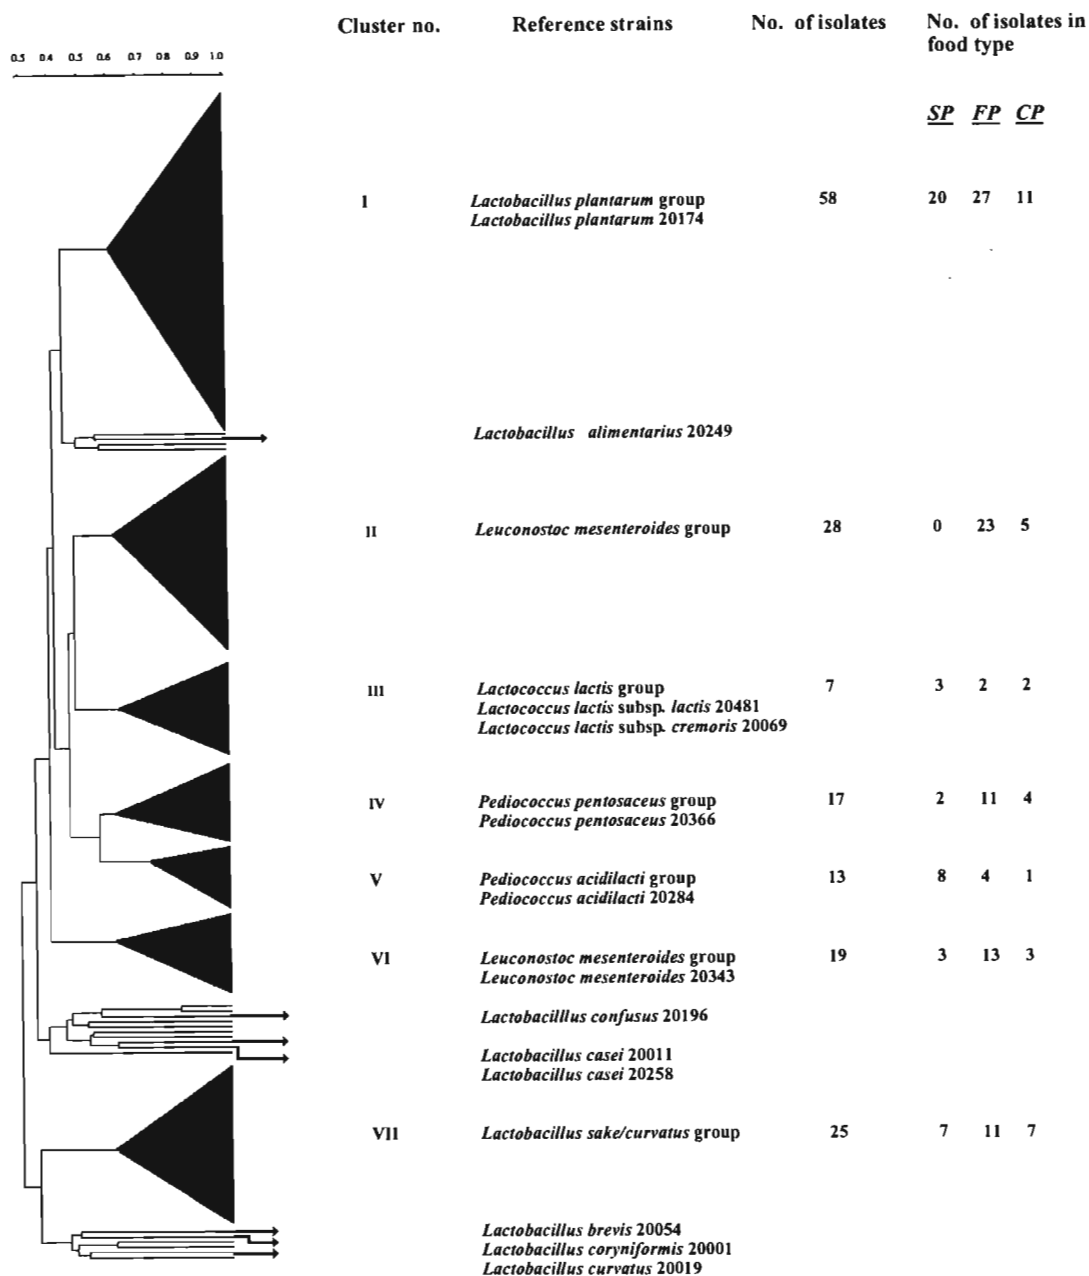 Cluster no. Reference strains No. of isolates No. of isolates in
food type
0.5 0.4 0.6 0.7 0.8 0.9 1.0
SP FP CP
I Lactobacillus plantarum group 58 20 27 11
Lactobacillus plantarum 20174
Lactobacillus alimentarius 20249
II Leuconostoc mesenteroides group 28 0 23 5
III Lactococcus lactis group 7 3 2 2
Lactococcus lactis subsp. lactis 20481
Lactococcus lactis subsp. cremoris 20069
IV Pediococcus pentosaceus group 17 2 11 4
Pediococcus pentosaceus 20366
V Pediococcus acidilacti group 13 8 4 1
Pediococcus acidilacti 20284
VI Leuconostoc mesenteroides group 19 3 13 3
Leuconostoc mesenteroides 20343
Lactobacilllus confusus 20196
Lactobacillus casei 20011
Lactobacillus casei 20258
VII Lactobacillus sake/curvatus group 25 7 11 7
Lactobacillus brevis 20054
Lactobacillus coryniformis 20001
Lactobacillus curvatus 20019